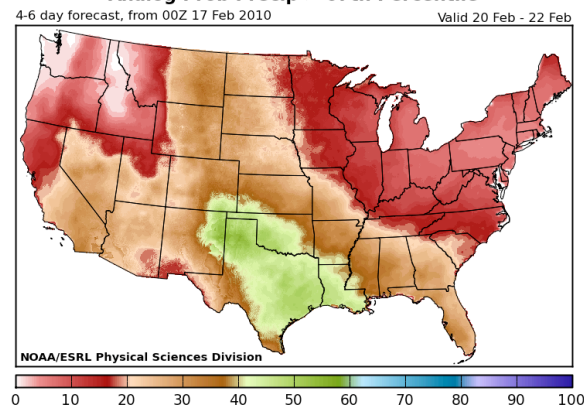 4-6 day forecast, from 00Z 17 Feb 2010
Valid 20 Feb - 22 Feb
NOAA/ESRL Physical Sciences Division
0 10 20 30 40 50 60 70 80 90 100